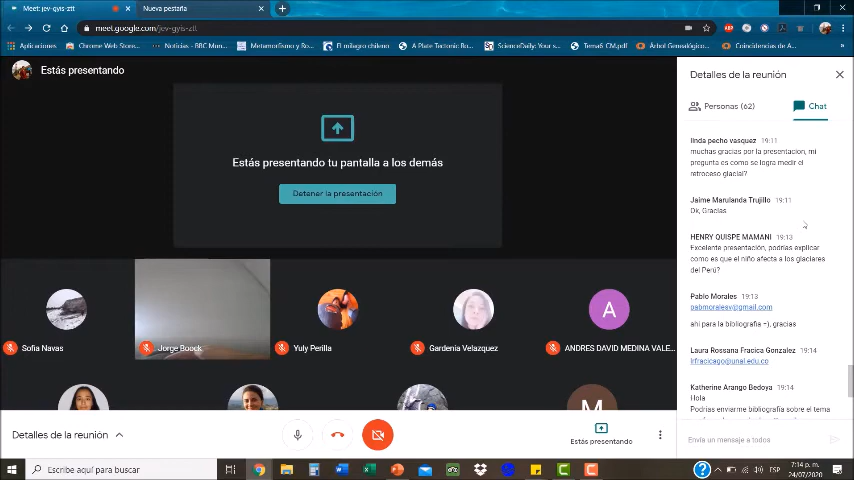 Meet: jev-gyis-ztt
Nueva pestaña
meet.google.com/jev-gyis-ztt
Aplicaciones
Chrome Web Store...
Noticias - BBC Mun...
Metamorfismo y Ro...
El milagro chileno
A Plate Tectonic Bo...
ScienceDaily: Your s...
Tema6 CM.pdf
Árbol Genealógico...
Coincidencias de A...
Estás presentando
Estás presentando tu pantalla a los demás
Detener la presentación
Sofia Navas
Jorge Boock
Yuly Perilla
Gardenia Velazquez
A
ANDRES DAVID MEDINA VALE...
M
Detalles de la reunión
Estás presentando
Detalles de la reunión
Personas (62)
Chat
linda pecho vasquez 19:11
muchas gracias por la presentacion, mi
pregunta es como se logra medir el
retroceso glacial?
Jaime Marulanda Trujillo 19:11
Ok, Gracias
HENRY QUISPE MAMANI 19:13
Excelente presentación, podrías explicar
como es que el niño afecta a los glaciares
del Perú?
Pablo Morales 19:13
pabmoralesy@gmail.com
ahi para la bibliografia =), gracias
Laura Rossana Fracica Gonzalez 19:14
lrfracicago@unal.edu.co
Katherine Arango Bedoya 19:14
Hola
Podrías enviarme bibliografía sobre el tema
Envía un mensaje a todos
Escribe aquí para buscar
ESP
7:14 p. m.
24/07/2020